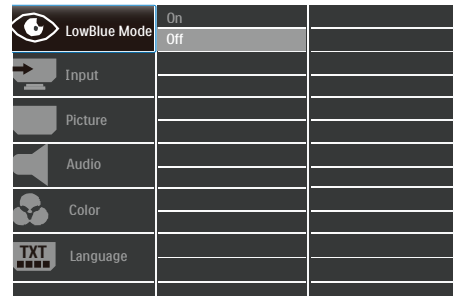 LowBlue Mode
On
Off
Input
Picture
Audio
Color
TXT
Language